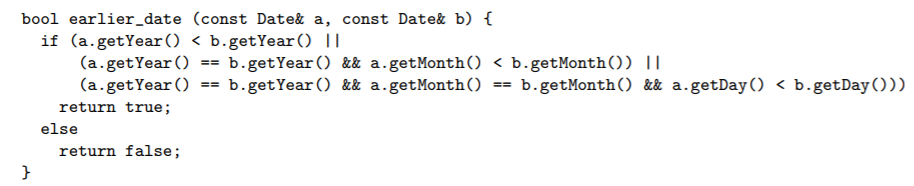 bool earlier_date (const Date& a, const Date& b) {
  if (a.getYear() < b.getYear() ||
      (a.getYear() == b.getYear() && a.getMonth() < b.getMonth()) ||
      (a.getYear() == b.getYear() && a.getMonth() == b.getMonth() && a.getDay() < b.getDay()))
    return true;
  else
    return false;
}